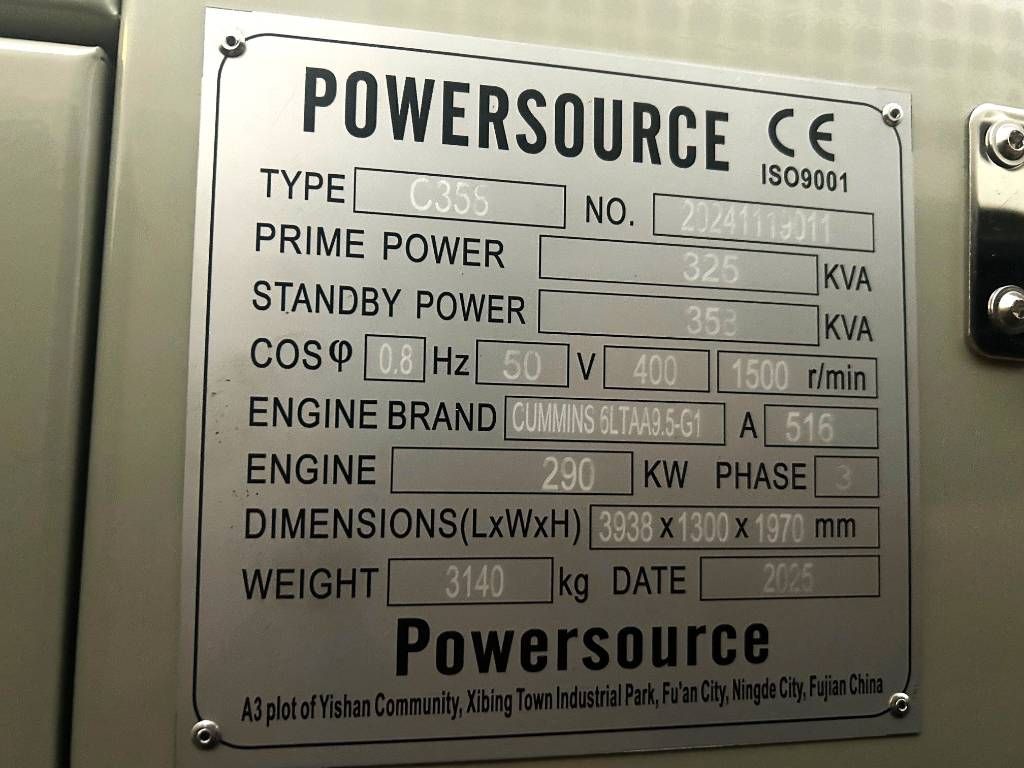 POWERSOURCE CE
ISO9001
TYPE C358 NO. 20241119011
PRIME POWER 325 KVA
STANDBY POWER 358 KVA
COSφ 0.8 Hz 50 V 400 1500 r/min
ENGINE BRAND CUMMINS 6LTAA9.5-G1 A 516
ENGINE 290 KW PHASE 3
DIMENSIONS(LxWxH) 3938 x 1300 x 1970 mm
WEIGHT 3140 kg DATE 2025
Powersource
A3 plot of Yishan Community, Xibing Town Industrial Park, Fu'an City, Ningde City, Fujian China